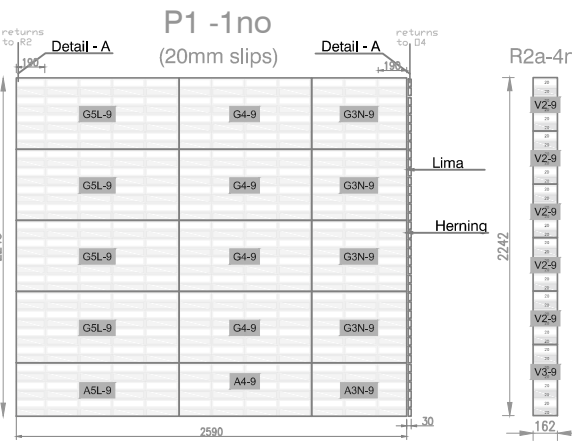 P1 -1no
(20mm slips)
returns
to R2
Detail - A
Detail - A
returns
to D4
190
190
R2a-4r
G5L-9 G4-9 G3N-9
G5L-9 G4-9 G3N-9
G5L-9 G4-9 G3N-9
G5L-9 G4-9 G3N-9
A5L-9 A4-9 A3N-9
Lima
Herning
2242
V2-9
V2-9
V2-9
V2-9
V2-9
V3-9
30
2590
162